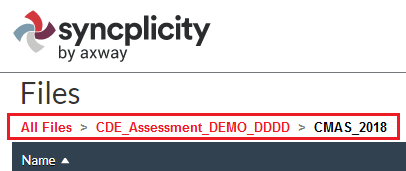 syncplicity
by axway
Files
All Files > CDE_Assessment_DEMO_DDDD > CMAS_2018
Name ▲